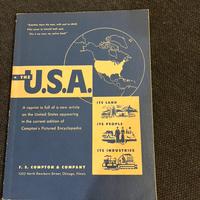 THE
U.S.A.
A reprint in full of a new article
on the United States appearing
in the current edition of
Compton's Pictured Encyclopedia
ITS LAND
ITS PEOPLE
ITS INDUSTRIES
F. E. COMPTON & COMPANY
1000 North Dearborn Street, Chicago, Illinois